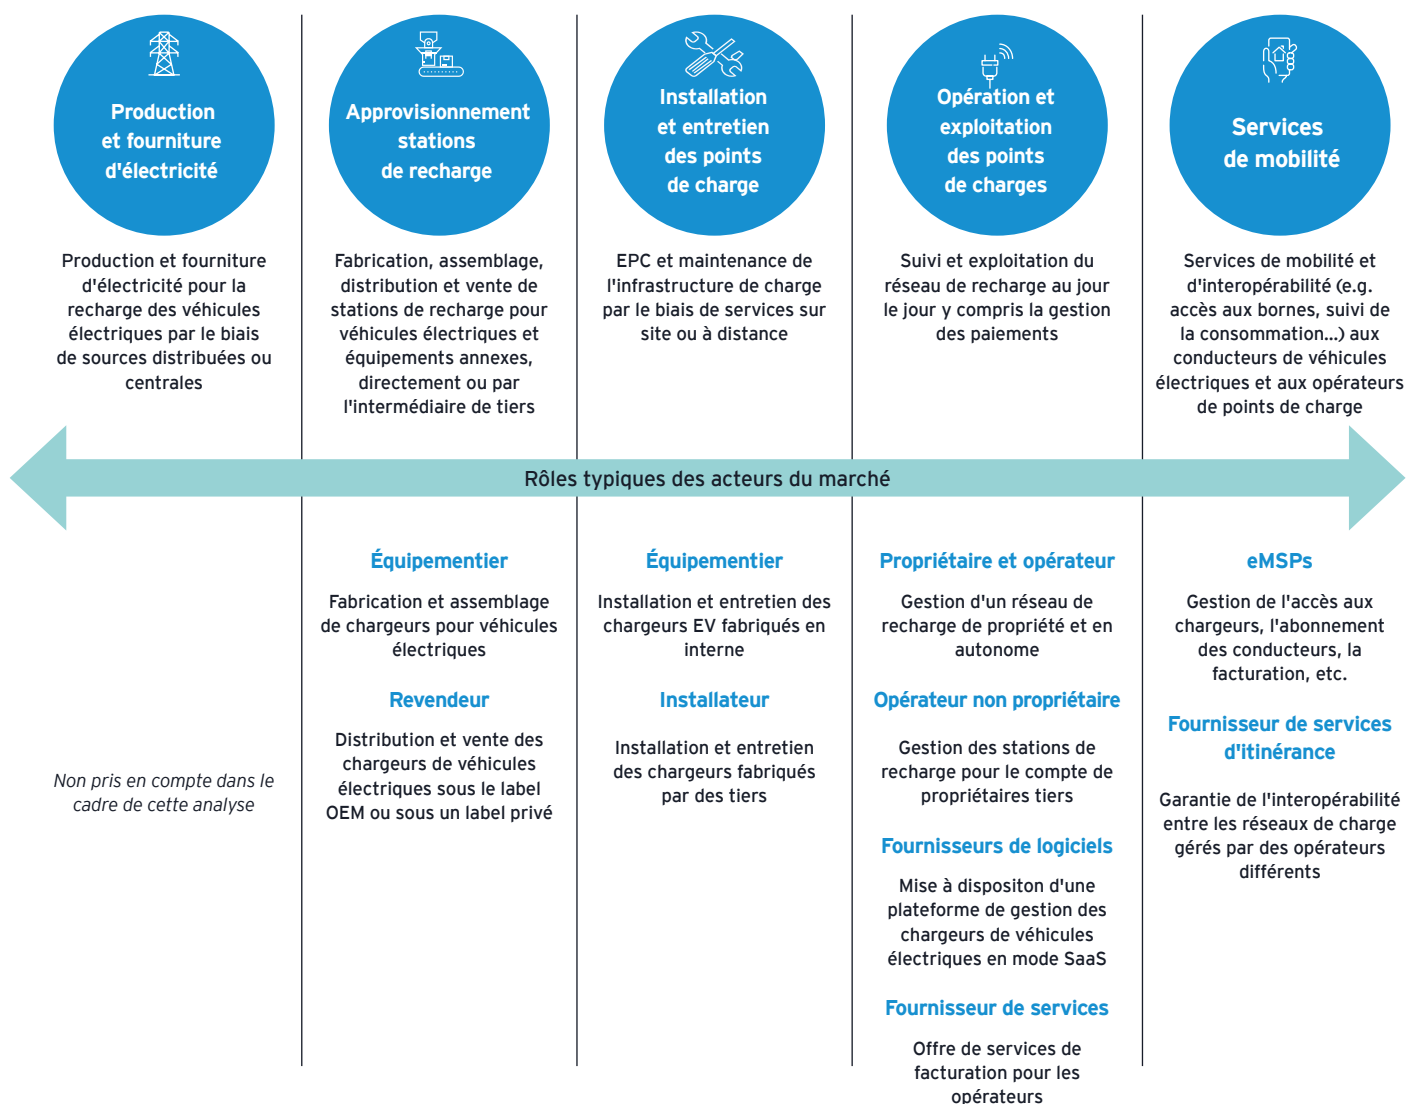 Production
et fourniture
d'électricité
Approvisionnement
stations
de recharge
Installation
et entretien
des points
de charge
Opération et
exploitation
des points
de charges
Services
de mobilité
Production et fourniture
d'électricité pour la
recharge des véhicules
électriques par le biais
de sources distribuées ou
centrales
Fabrication, assemblage,
distribution et vente de
stations de recharge pour
véhicules électriques et
équipements annexes,
directement ou par
l'intermédiaire de tiers
EPC et maintenance de
l'infrastructure de charge
par le biais de services sur
site ou à distance
Suivi et exploitation du
réseau de recharge au jour
le jour y compris la gestion
des paiements
Services de mobilité et
d'interopérabilité (e.g.
accès aux bornes, suivi de
la consommation...) aux
conducteurs de véhicules
électriques et aux opérateurs
de points de charge
Rôles typiques des acteurs du marché
Non pris en compte dans le
cadre de cette analyse
Équipementier
Fabrication et assemblage
de chargeurs pour véhicules
électriques
Revendeur
Distribution et vente des
chargeurs de véhicules
électriques sous le label
OEM ou sous un label privé
Équipementier
Installation et entretien des
chargeurs EV fabriqués en
interne
Installateur
Installation et entretien
des chargeurs fabriqués
par des tiers
Propriétaire et opérateur
Gestion d'un réseau de
recharge de propriété et en
autonome
Opérateur non propriétaire
Gestion des stations de
recharge pour le compte de
propriétaires tiers
Fournisseurs de logiciels
Mise à dispositon d'une
plateforme de gestion des
chargeurs de véhicules
électriques en mode SaaS
Fournisseur de services
Offre de services de
facturation pour les
opérateurs
eMSPs
Gestion de l'accès aux
chargeurs, l'abonnement
des conducteurs, la
facturation, etc.
Fournisseur de services
d'itinérance
Garantie de l'interopérabilité
entre les réseaux de charge
gérés par des opérateurs
différents